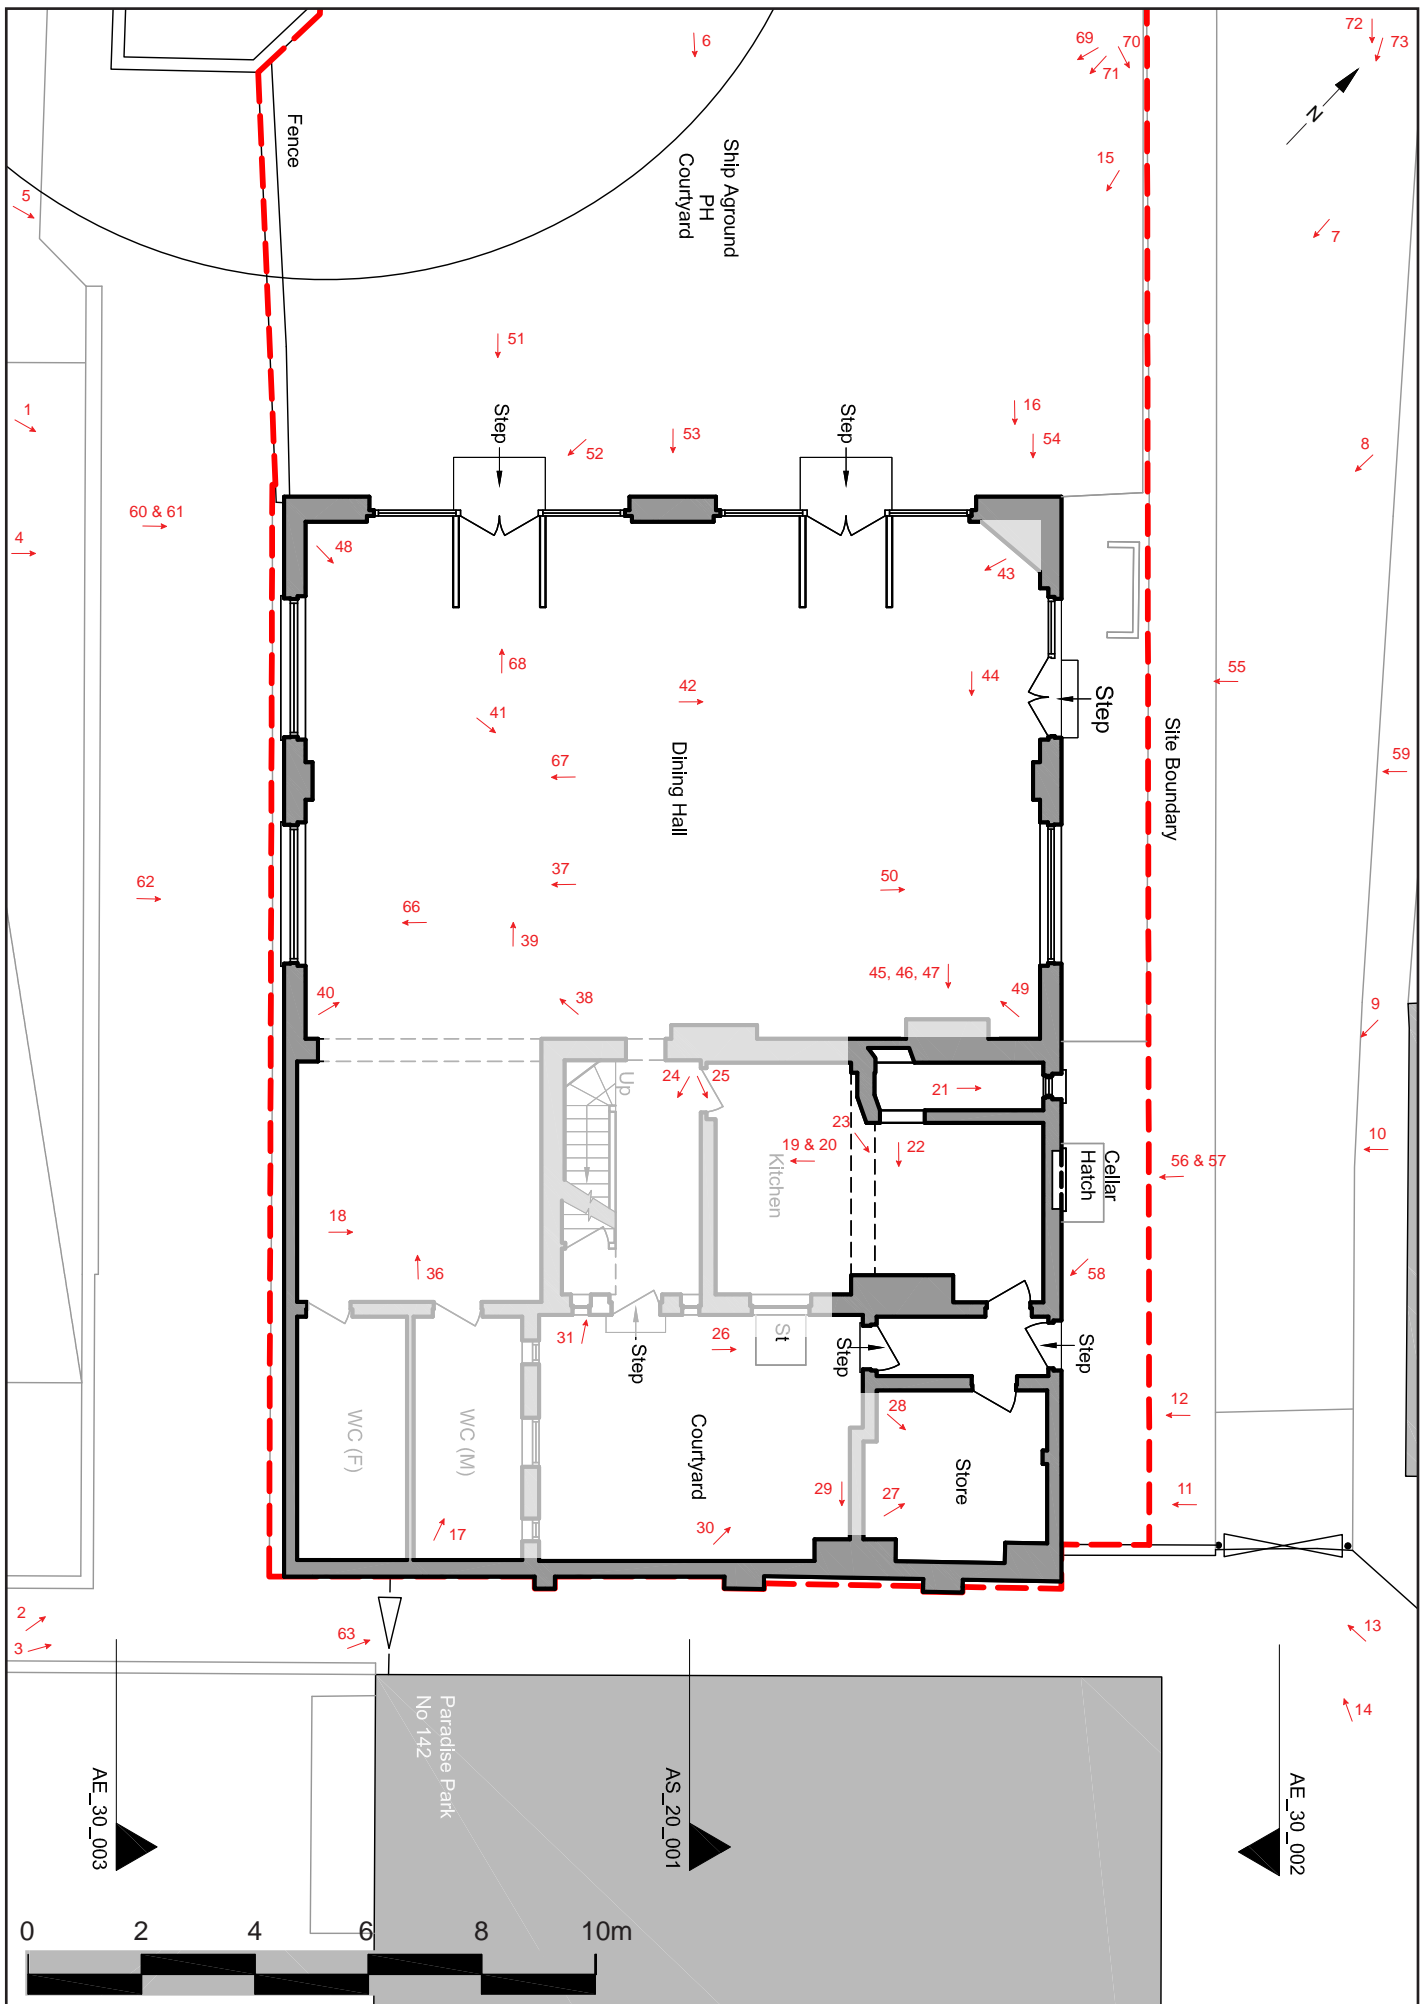 72
73
69
70
71
6
N
Fence
Ship Aground
PH
Courtyard
15
5
7
51
Step
Step
1
16
54
53
52
8
60 & 61
4
48
43
55
68
42
44
41
Step
Site Boundary
67
Dining Hall
59
37
50
62
66
39
45, 46, 47
40
38
49
9
Up
24
25
21
23
19 & 20
22
Kitchen
Cellar
Hatch
10
56 & 57
18
36
58
31
Step
26
St
Step
Step
WC (F)
WC (M)
Courtyard
28
Store
12
29
27
11
17
30
2
3
63
13
14
Paradise Park
No 142
AE_30_003
AS_20_001
AE_30_002
0 2 4 6 8 10m